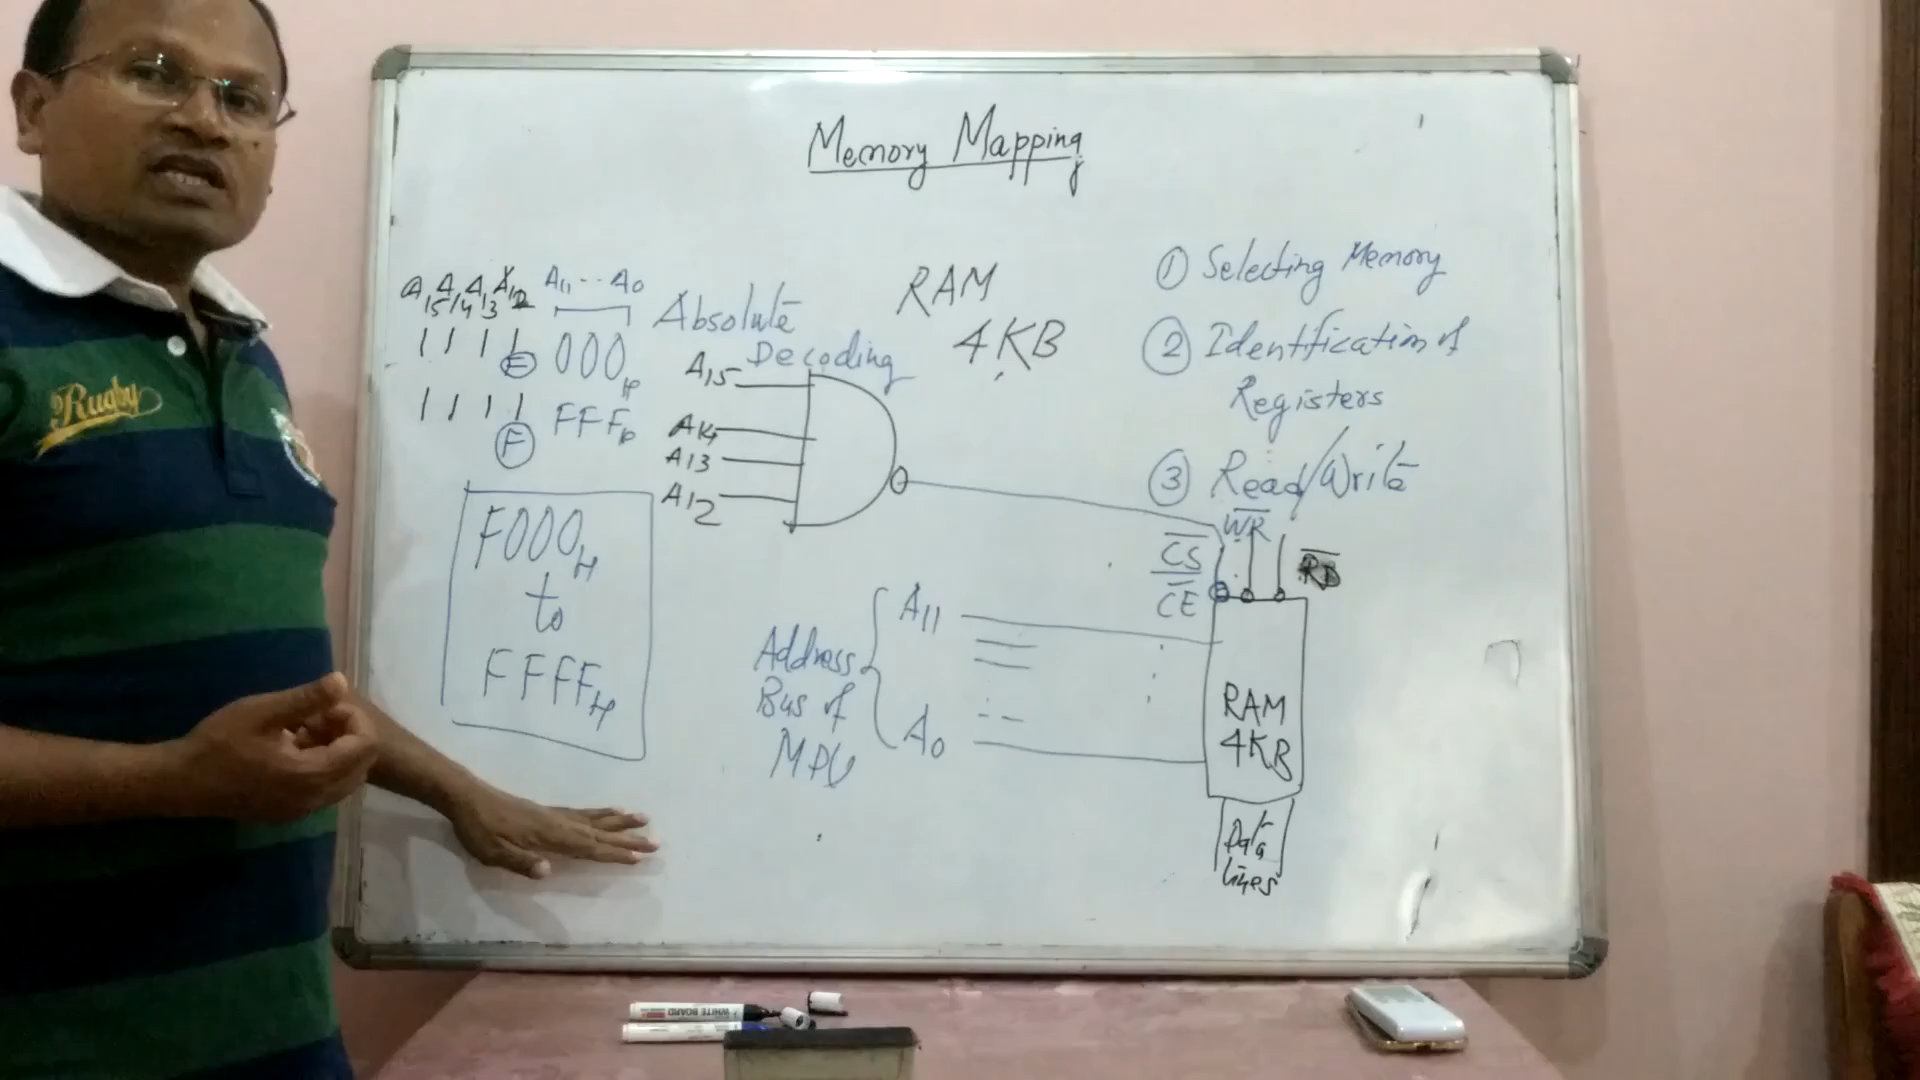 Memory Mapping
A15 A14 A13 A12 A11 -- A0
1 1 1 1 000H
1 1 1 1 F FFFH
F000H
to
FFFFH
Absolute
Decoding
A15
A14
A13
A12
RAM
4KB
① Selecting Memory
② Identification of
Registers
③ Read/Write
WR
CS
CE
RD
Address
Bus of
MPU
A11
A0
RAM
4KB
Data
lines
Rugby
WHITE BOARD